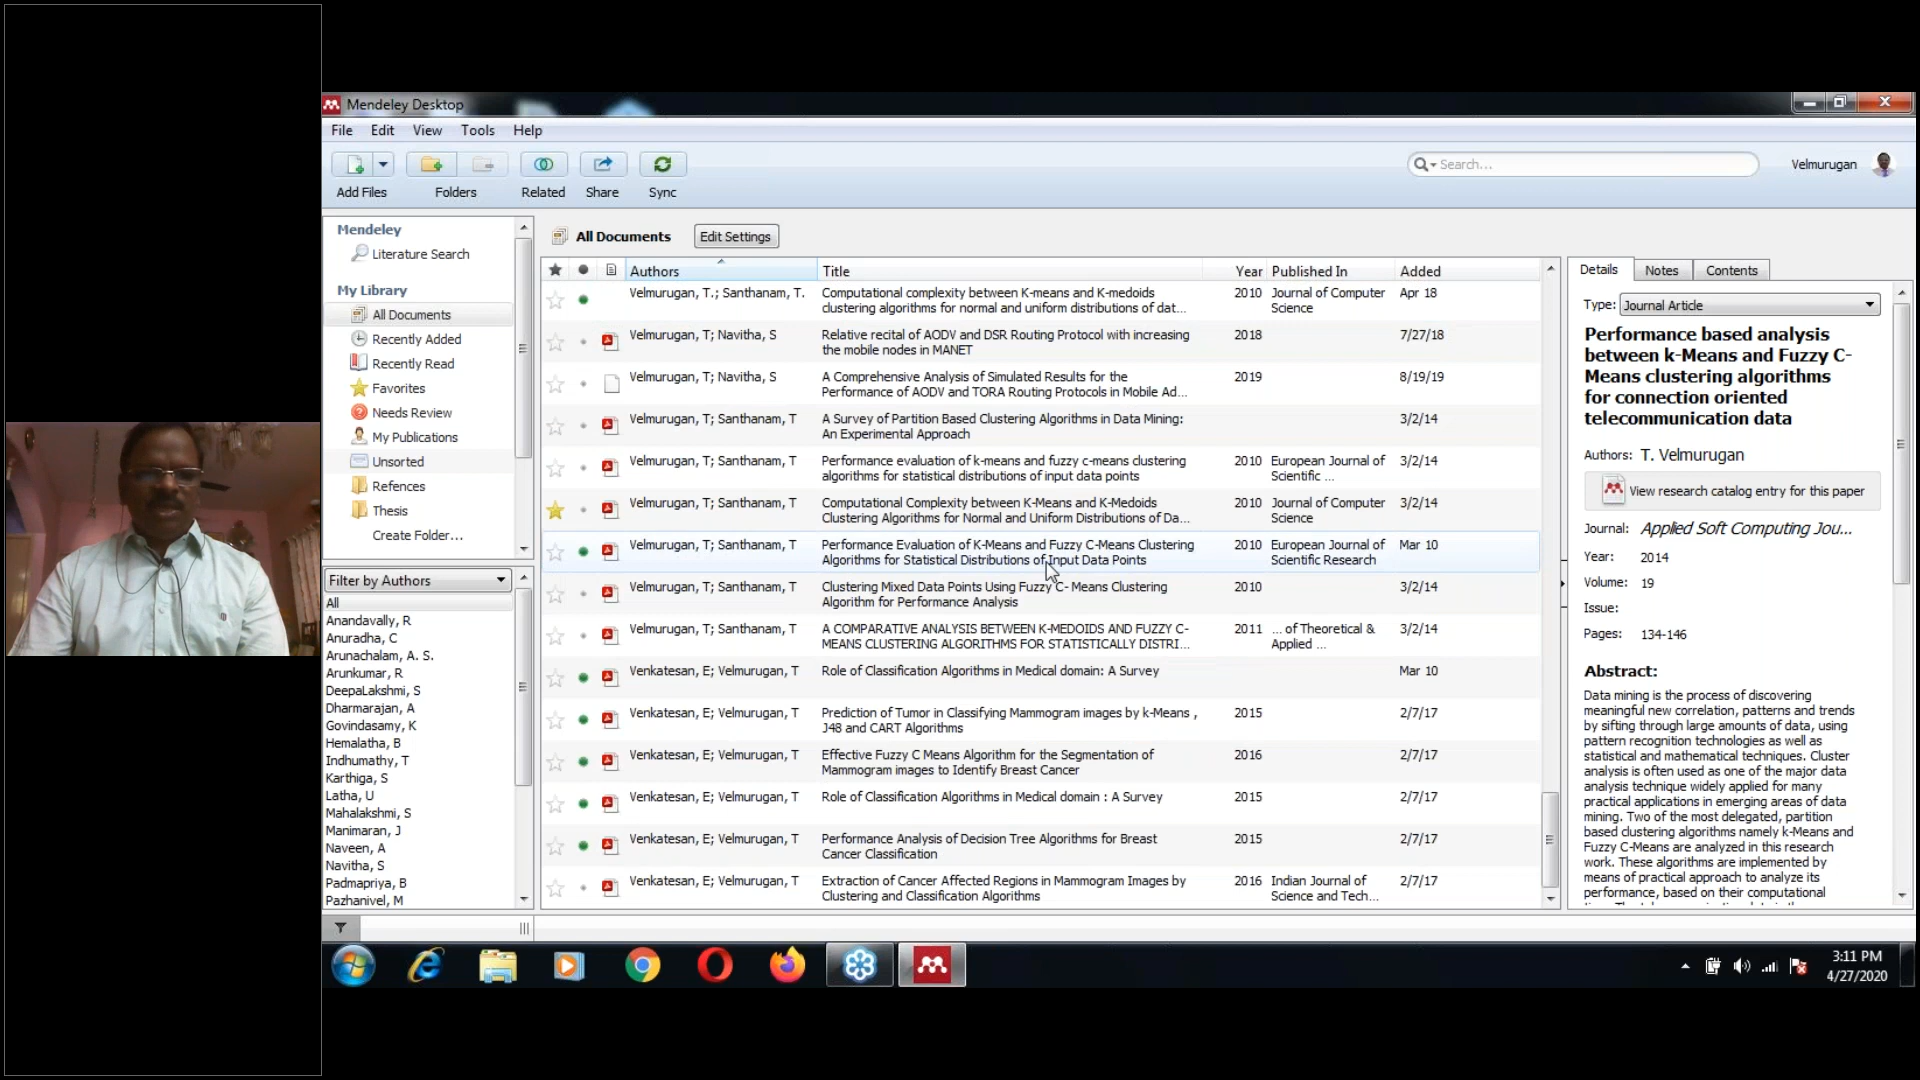 Mendeley Desktop
File Edit View Tools Help
Add Files Folders Related Share Sync
Search...
Velmurugan
Mendeley
Literature Search
My Library
All Documents
Recently Added
Recently Read
Favorites
Needs Review
My Publications
Unsorted
Refences
Thesis
Create Folder...
Filter by Authors
All
Anandavally, R
Anuradha, C
Arunachalam, A. S.
Arunkumar, R
DeepaLakshmi, S
Dharmarajan, A
Govindasamy, K
Hemalatha, B
Indhumathy, T
Karthiga, S
Latha, U
Mahalakshmi, S
Manimaran, J
Naveen, A
Navitha, S
Padmapriya, B
Pazhanivel, M
All Documents Edit Settings
Authors Title Year Published In Added
Velmurugan, T.; Santhanam, T. Computational complexity between K-means and K-medoids 2010 Journal of Computer Apr 18
clustering algorithms for normal and uniform distributions of dat... Science
Velmurugan, T; Navitha, S Relative recital of AODV and DSR Routing Protocol with increasing 2018 7/27/18
the mobile nodes in MANET
Velmurugan, T; Navitha, S A Comprehensive Analysis of Simulated Results for the 2019 8/19/19
Performance of AODV and TORA Routing Protocols in Mobile Ad...
Velmurugan, T; Santhanam, T A Survey of Partition Based Clustering Algorithms in Data Mining: 3/2/14
An Experimental Approach
Velmurugan, T; Santhanam, T Performance evaluation of k-means and fuzzy c-means clustering 2010 European Journal of 3/2/14
algorithms for statistical distributions of input data points Scientific ...
Velmurugan, T; Santhanam, T Computational Complexity between K-Means and K-Medoids 2010 Journal of Computer 3/2/14
Clustering Algorithms for Normal and Uniform Distributions of Da... Science
Velmurugan, T; Santhanam, T Performance Evaluation of K-Means and Fuzzy C-Means Clustering 2010 European Journal of Mar 10
Algorithms for Statistical Distributions of Input Data Points Scientific Research
Velmurugan, T; Santhanam, T Clustering Mixed Data Points Using Fuzzy C- Means Clustering 2010 3/2/14
Algorithm for Performance Analysis
Velmurugan, T; Santhanam, T A COMPARATIVE ANALYSIS BETWEEN K-MEDOIDS AND FUZZY C- 2011 ... of Theoretical & 3/2/14
MEANS CLUSTERING ALGORITHMS FOR STATISTICALLY DISTRI... Applied ...
Venkatesan, E; Velmurugan, T Role of Classification Algorithms in Medical domain: A Survey Mar 10
Venkatesan, E; Velmurugan, T Prediction of Tumor in Classifying Mammogram images by k-Means , 2015 2/7/17
J48 and CART Algorithms
Venkatesan, E; Velmurugan, T Effective Fuzzy C Means Algorithm for the Segmentation of 2016 2/7/17
Mammogram images to Identify Breast Cancer
Venkatesan, E; Velmurugan, T Role of Classification Algorithms in Medical domain : A Survey 2015 2/7/17
Venkatesan, E; Velmurugan, T Performance Analysis of Decision Tree Algorithms for Breast 2015 2/7/17
Cancer Classification
Venkatesan, E; Velmurugan, T Extraction of Cancer Affected Regions in Mammogram Images by 2016 Indian Journal of 2/7/17
Clustering and Classification Algorithms Science and Tech...
Details Notes Contents
Type: Journal Article
Performance based analysis
between k-Means and Fuzzy C-
Means clustering algorithms
for connection oriented
telecommunication data
Authors: T. Velmurugan
View research catalog entry for this paper
Journal: Applied Soft Computing Jou...
Year: 2014
Volume: 19
Issue:
Pages: 134-146
Abstract:
Data mining is the process of discovering
meaningful new correlation, patterns and trends
by sifting through large amounts of data, using
pattern recognition technologies as well as
statistical and mathematical techniques. Cluster
analysis is often used as one of the major data
analysis technique widely applied for many
practical applications in emerging areas of data
mining. Two of the most delegated, partition
based clustering algorithms namely k-Means and
Fuzzy C-Means are analyzed in this research
work. These algorithms are implemented by
means of practical approach to analyze its
performance, based on their computational
3:11 PM
4/27/2020